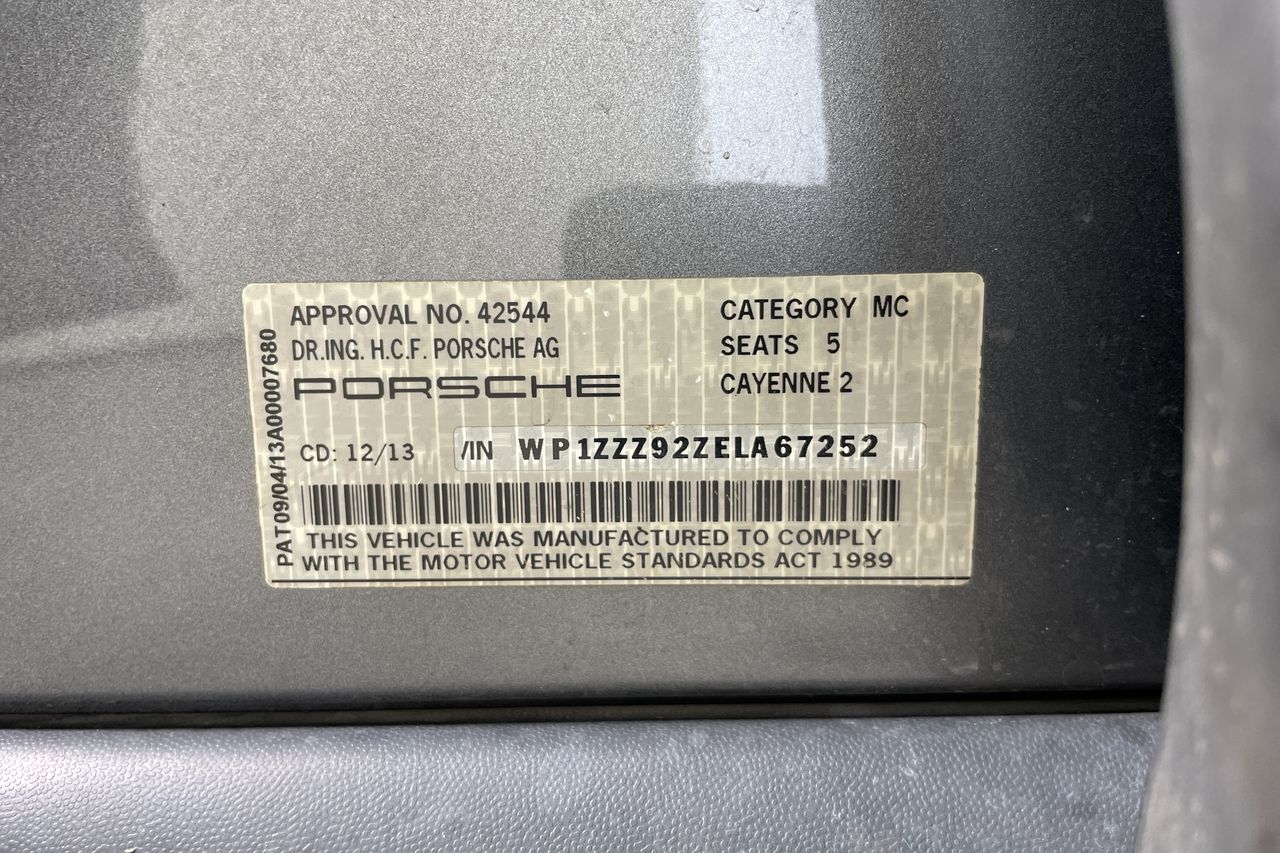 APPROVAL NO. 42544
CATEGORY MC
DR.ING. H.C.F. PORSCHE AG
SEATS 5
PORSCHE
CAYENNE 2
CD: 12/13
/IN WP1ZZZ92ZELA67252
THIS VEHICLE WAS MANUFACTURED TO COMPLY
WITH THE MOTOR VEHICLE STANDARDS ACT 1989
PAT09/04/13A00007680